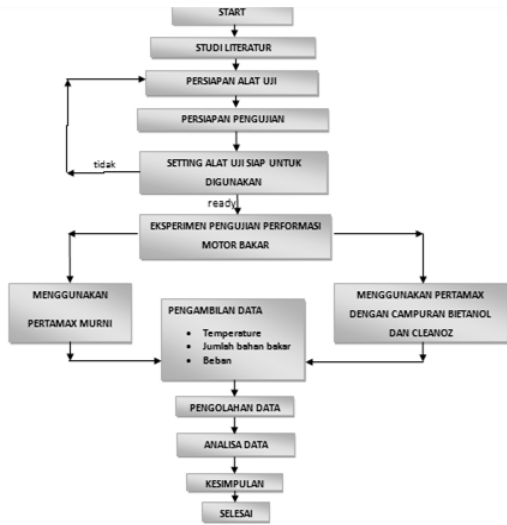 START
STUDI LITERATUR
PERSIAPAN ALAT UJI
PERSIAPAN PENGUJIAN
tidak
SETTING ALAT UJI SIAP UNTUK
DIGUNAKAN
ready
EKSPERIMEN PENGUJIAN PERFORMASI
MOTOR BAKAR
MENGGUNAKAN
PERTAMAX MURNI
PENGAMBILAN DATA
• Temperature
• Jumlah bahan bakar
• Beban
MENGGUNAKAN PERTAMAX
DENGAN CAMPURAN BIETANOL
DAN CLEANOZ
PENGOLAHAN DATA
ANALISA DATA
KESIMPULAN
SELESAI